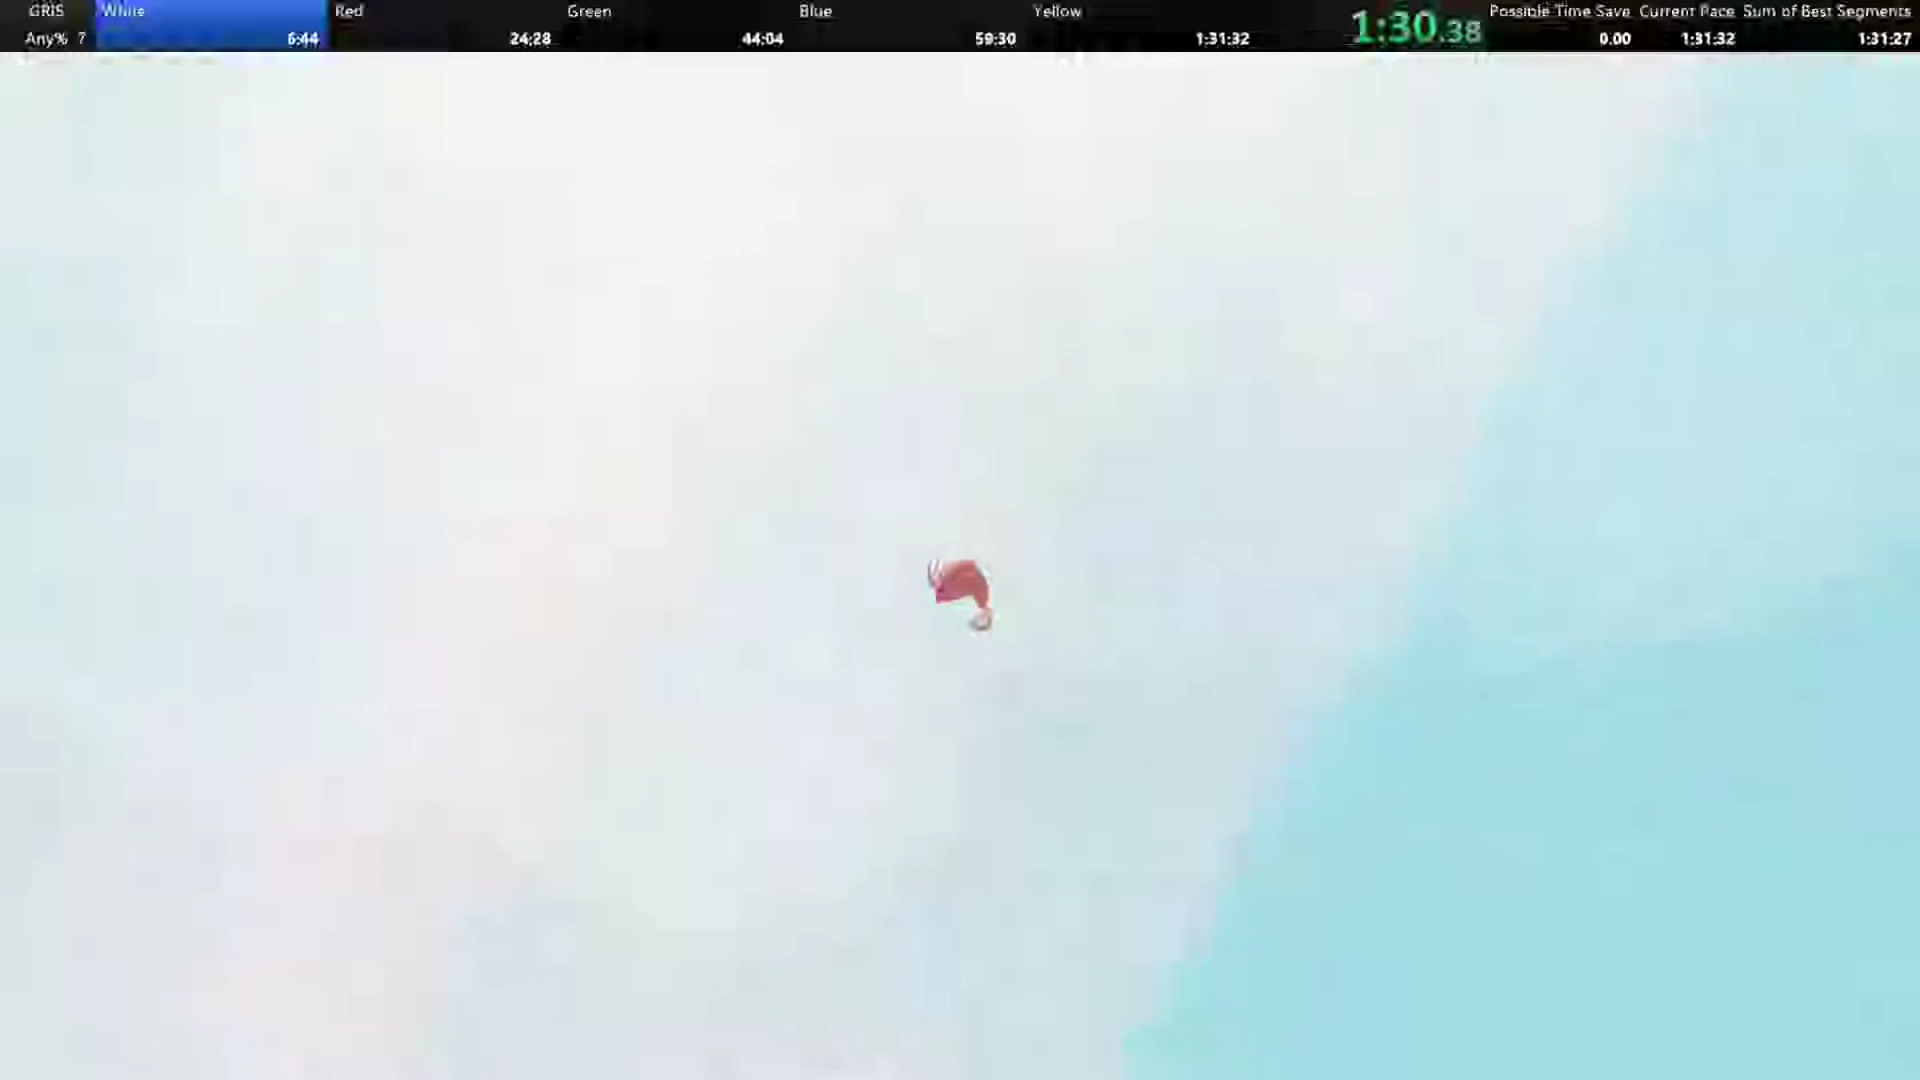 GRIS White Red Green Blue Yellow 1:30.38 Possible Time Save Current Pace Sum of Best Segments
Any% ? 6:44 24:28 44:04 59:30 1:31:32 0.00 1:31:32 1:31:27